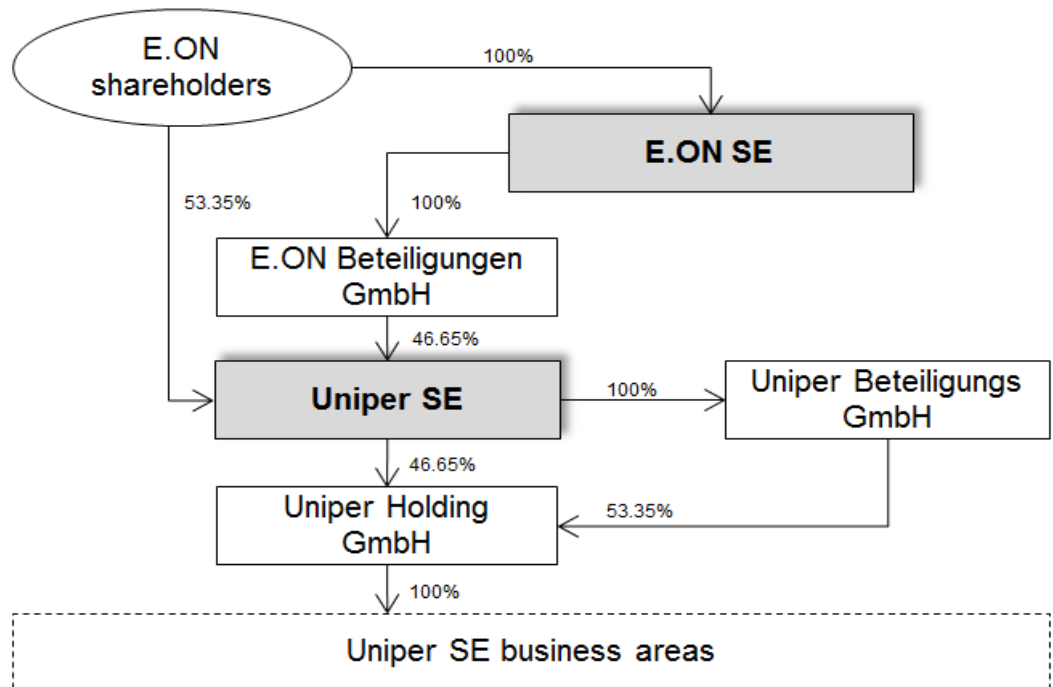 E.ON
shareholders
100%
E.ON SE
53.35%
100%
E.ON Beteiligungen
GmbH
46.65%
Uniper SE
100%
Uniper Beteiligungs
GmbH
46.65%
Uniper Holding
GmbH
53.35%
100%
Uniper SE business areas